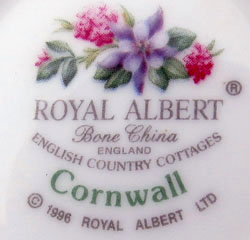 ®
ROYAL ALBERT
Bone China
ENGLAND
ENGLISH COUNTRY COTTAGES
Cornwall
© 1996 ROYAL ALBERT LTD